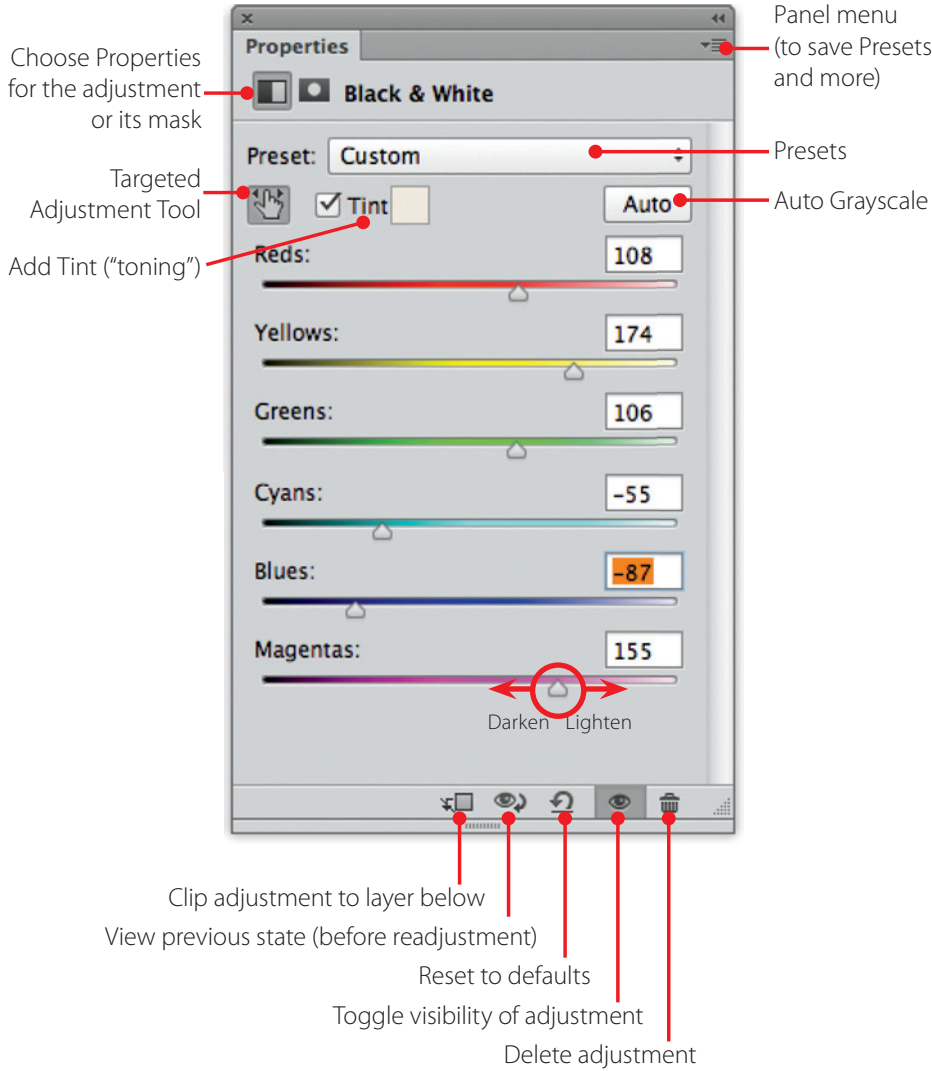 Panel menu
(to save Presets
and more)
Choose Properties
for the adjustment
or its mask
Properties
Black & White
Preset: Custom
Presets
Targeted
Adjustment Tool
Tint
Auto
Auto Grayscale
Add Tint (“toning”)
Reds: 108
Yellows: 174
Greens: 106
Cyans: -55
Blues: -87
Magentas: 155
Darken Lighten
Clip adjustment to layer below
View previous state (before readjustment)
Reset to defaults
Toggle visibility of adjustment
Delete adjustment